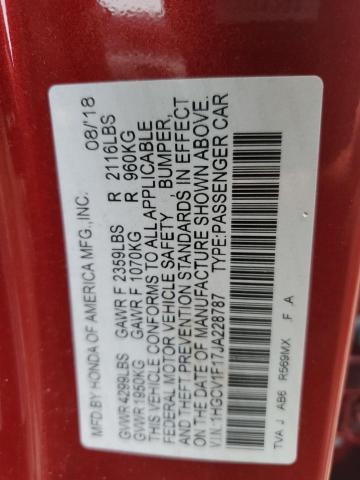 MFD. BY HONDA OF AMERICA MFG., INC. 08/'18
GVWR 4299LBS GAWR F 2359LBS R 2116LBS
GVWR 1950KG GAWR F 1070KG R 960KG
THIS VEHICLE CONFORMS TO ALL APPLICABLE
FEDERAL MOTOR VEHICLE SAFETY, BUMPER,
AND THEFT PREVENTION STANDARDS IN EFFECT
ON THE DATE OF MANUFACTURE SHOWN ABOVE.
V.I.N: 1HGCV1F17JA228787 TYPE:PASSENGER CAR
TVA J AB6 R569MX F .A